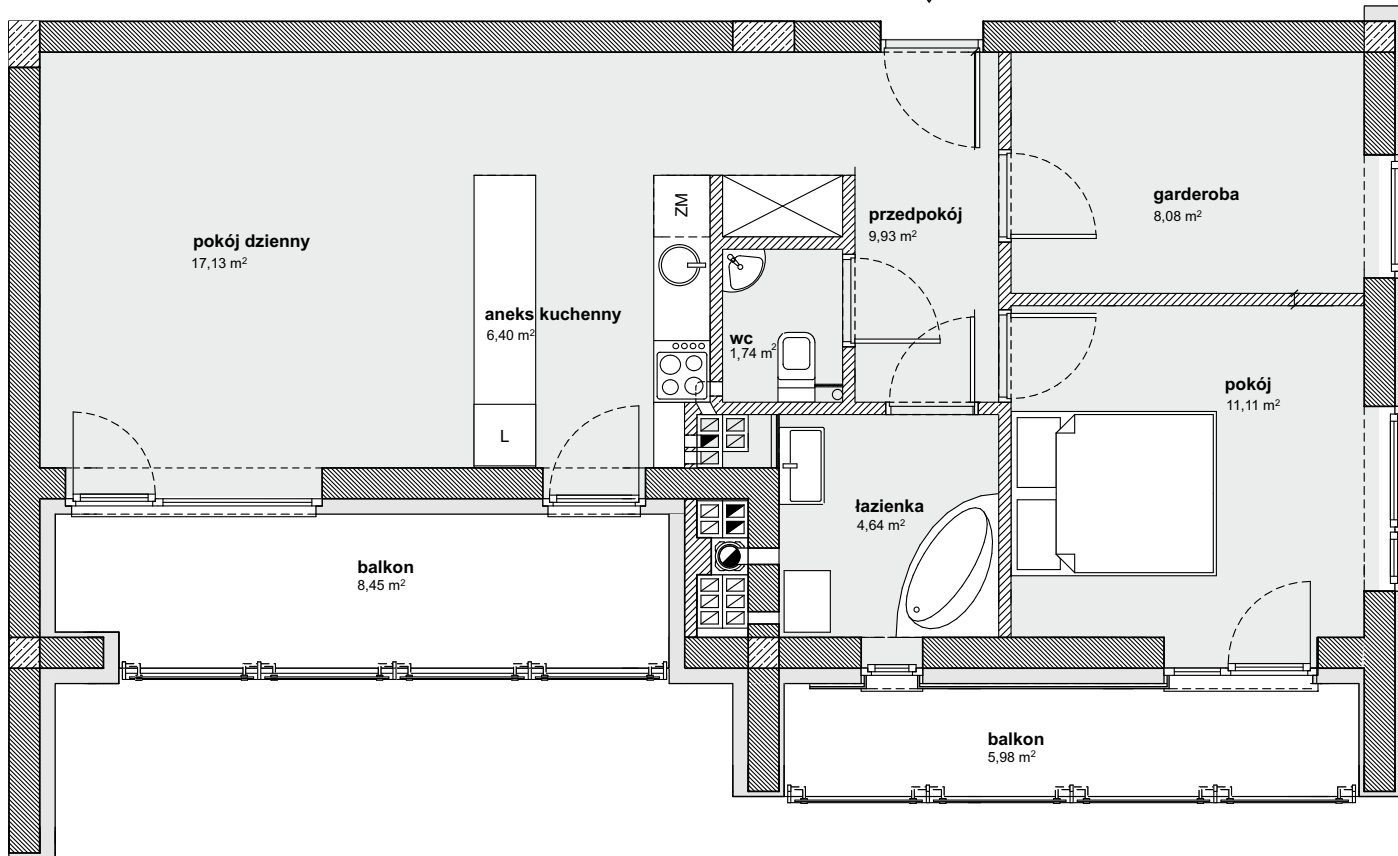 garderoba
8,08 m²
ZM
przedpokój
9,93 m²
pokój dzienny
17,13 m²
aneks kuchenny
6,40 m²
wc
1,74 m²
pokój
11,11 m²
L
łazienka
4,64 m²
balkon
8,45 m²
balkon
5,98 m²